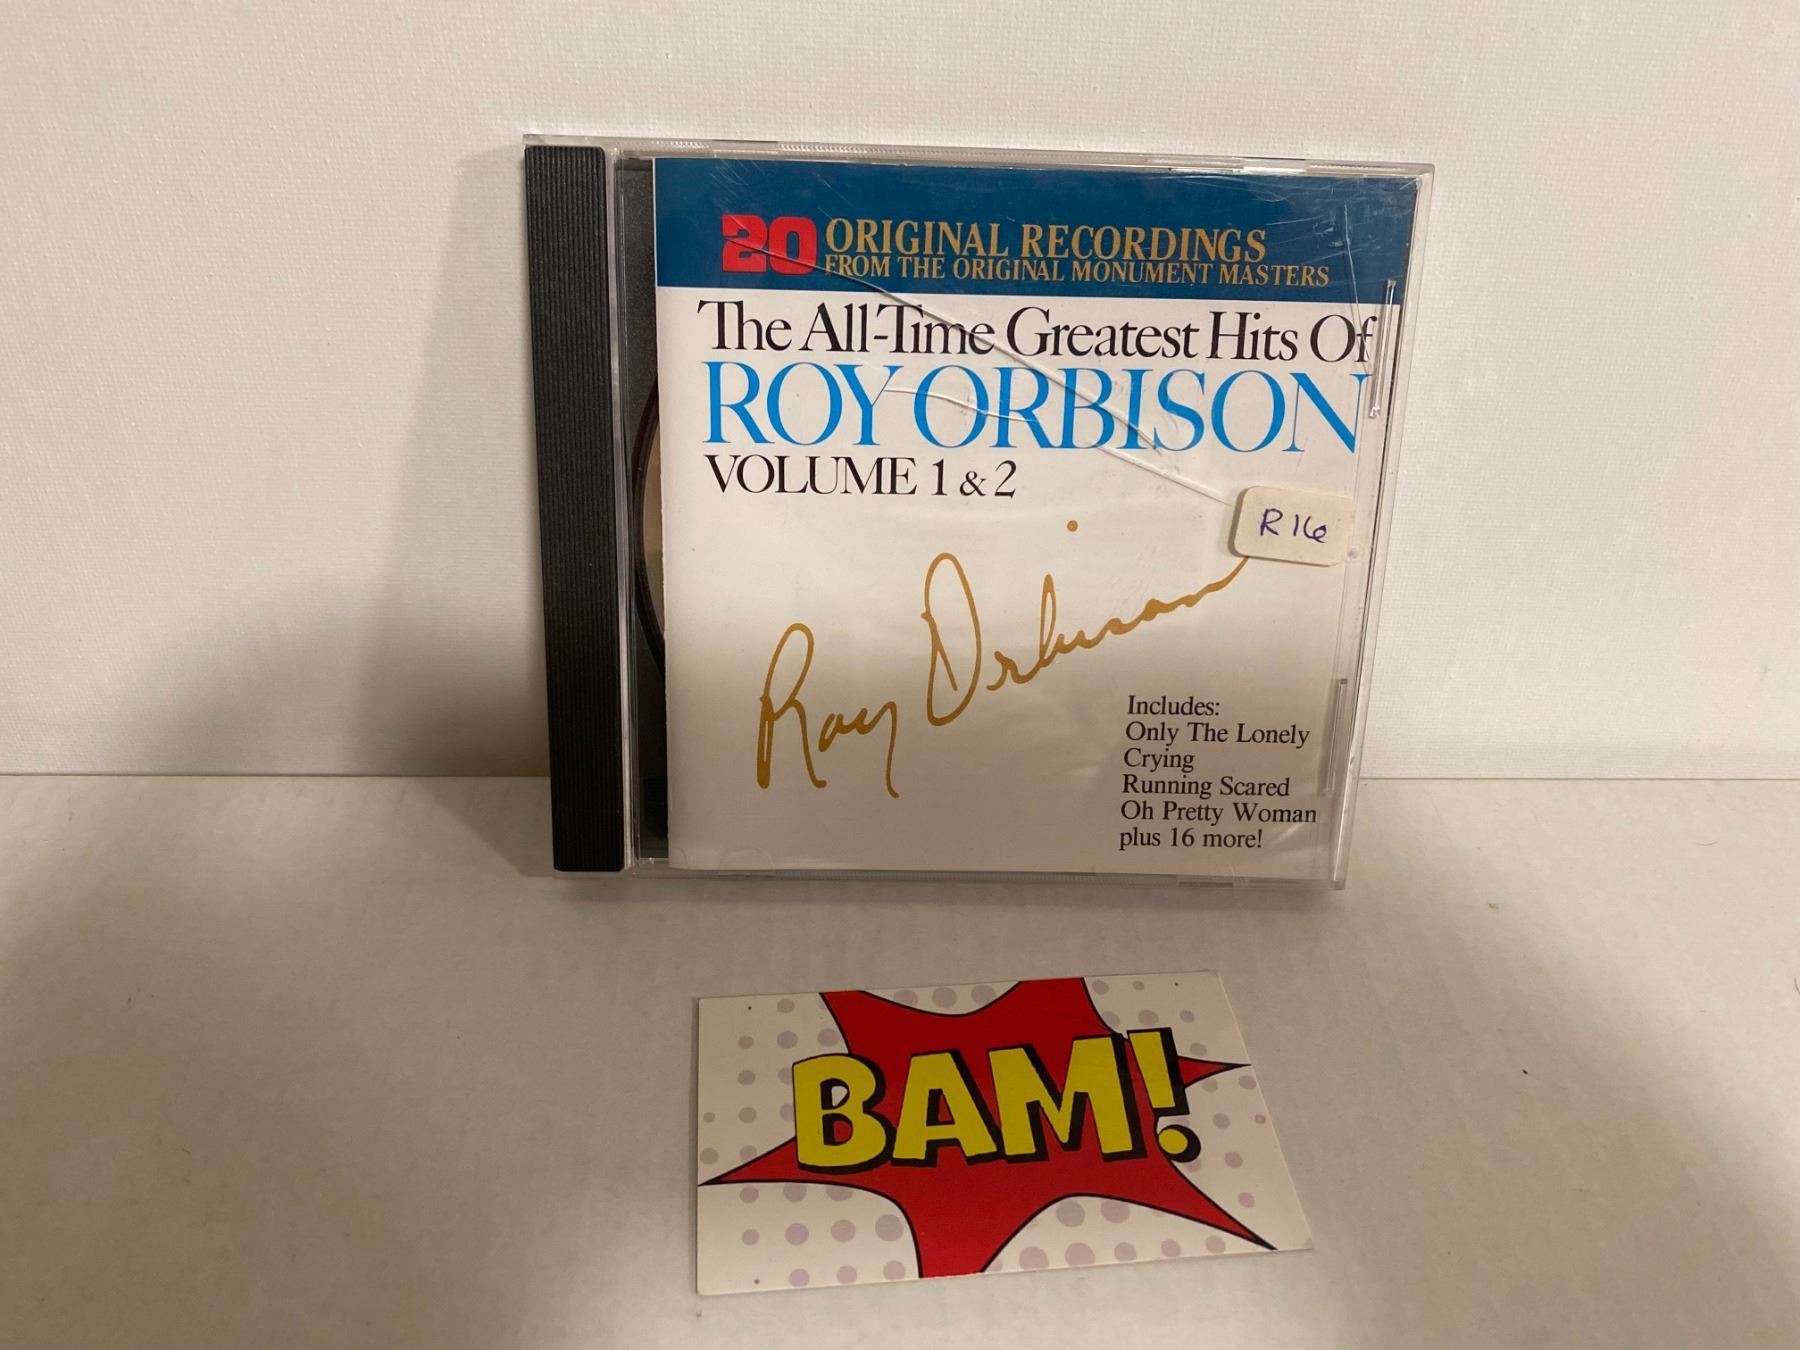 20 ORIGINAL RECORDINGS
FROM THE ORIGINAL MONUMENT MASTERS
The All-Time Greatest Hits Of
ROY ORBISON
VOLUME 1 & 2
R16
Roy Orbison
Includes:
Only The Lonely
Crying
Running Scared
Oh Pretty Woman
plus 16 more!
BAM!